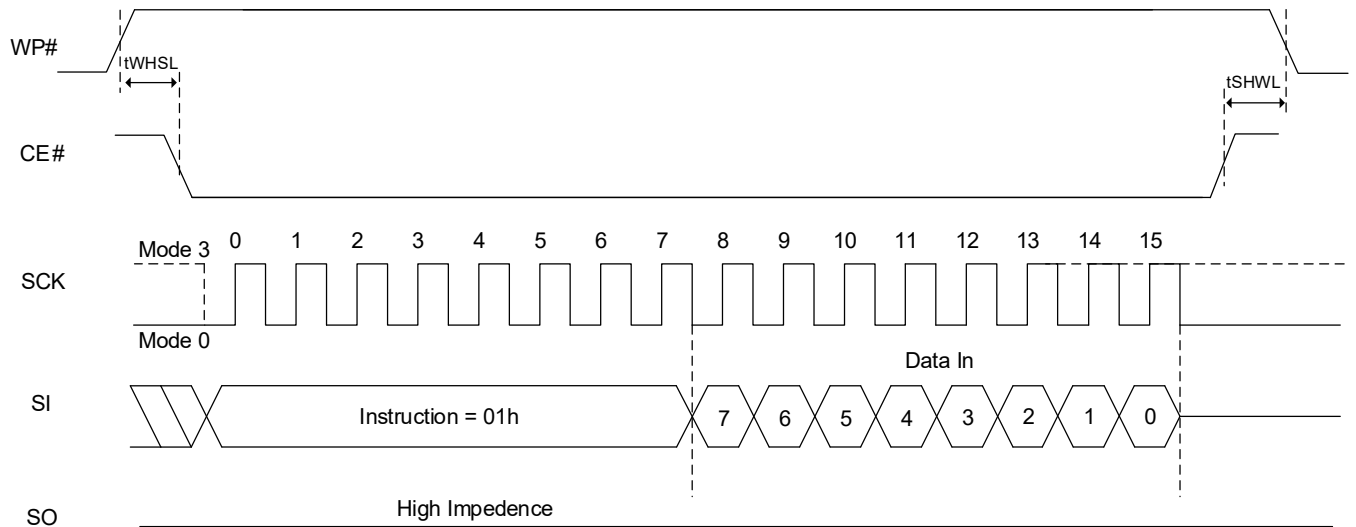 WP#
tWHSL
tSHWL
CE#
Mode 3 0 1 2 3 4 5 6 7 8 9 10 11 12 13 14 15
SCK
Mode 0
Data In
SI Instruction = 01h 7 6 5 4 3 2 1 0
High Impedence
SO